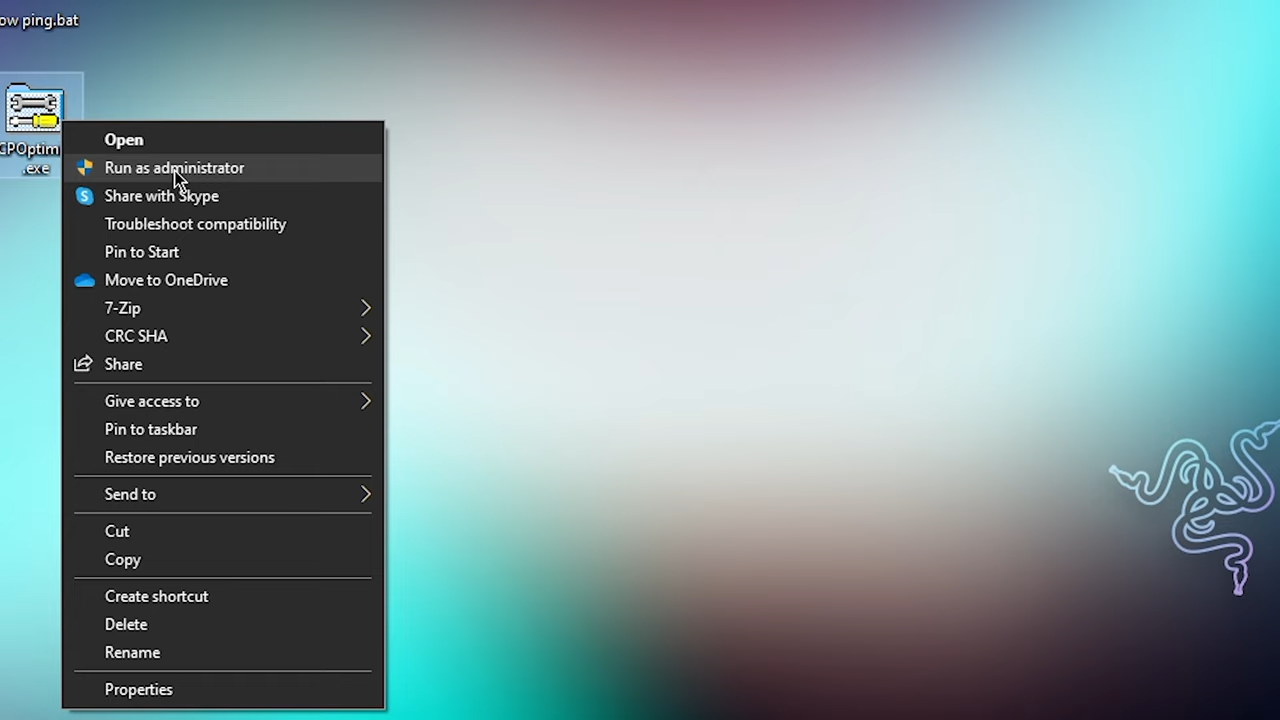 ow ping.bat
CPOptim
.exe
Open
Run as administrator
Share with Skype
Troubleshoot compatibility
Pin to Start
Move to OneDrive
7-Zip
CRC SHA
Share
Give access to
Pin to taskbar
Restore previous versions
Send to
Cut
Copy
Create shortcut
Delete
Rename
Properties